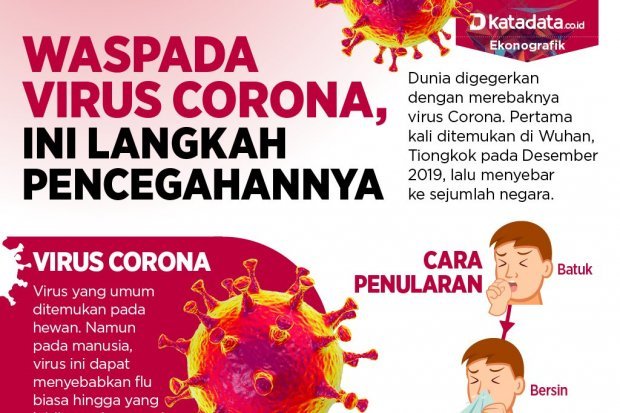 Dkatadata.co.id
Ekonografik
WASPADA
VIRUS CORONA,
INI LANGKAH
PENCEGAHANNYA
Dunia digegerkan
dengan merebaknya
virus Corona. Pertama
kali ditemukan di Wuhan,
Tiongkok pada Desember
2019, lalu menyebar
ke sejumlah negara.
VIRUS CORONA
Virus yang umum
ditemukan pada
hewan. Namun
pada manusia,
virus ini dapat
menyebabkan flu
biasa hingga yang
CARA
PENULARAN
Batuk
Bersin